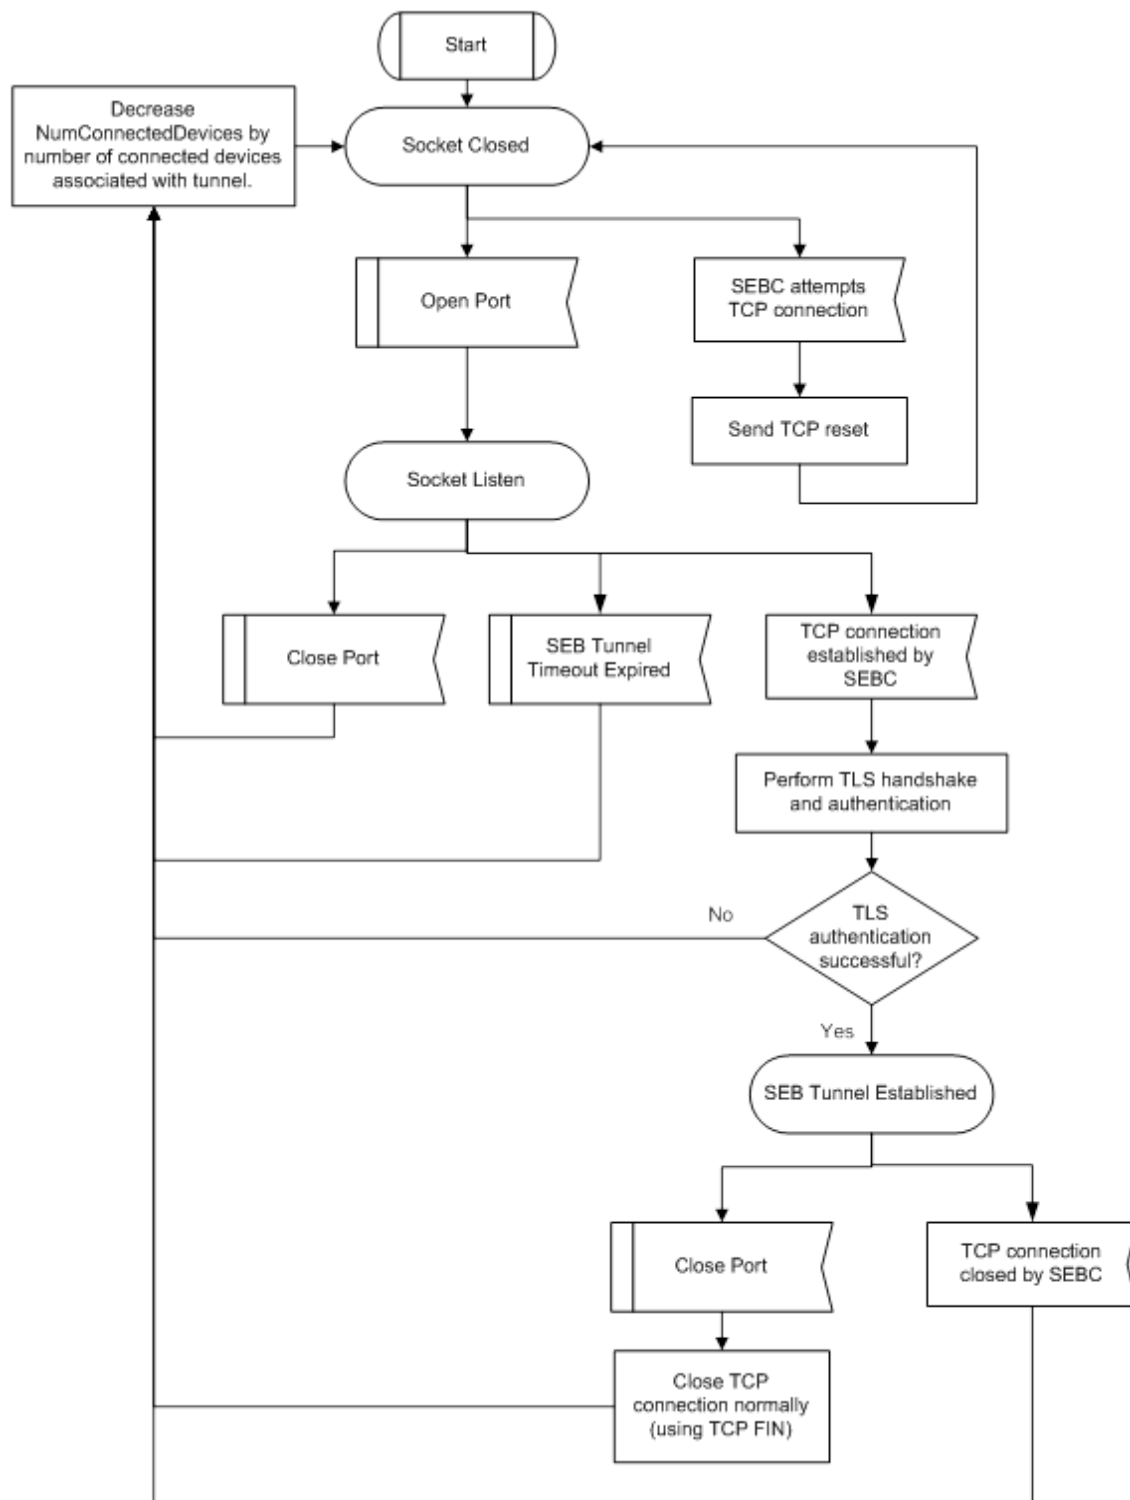 Start
Decrease
NumConnectedDevices by
number of connected devices
associated with tunnel.
Socket Closed
Open Port
SEBC attempts
TCP connection
Send TCP reset
Socket Listen
Close Port
SEB Tunnel
Timeout Expired
TCP connection
established by
SEBC
Perform TLS handshake
and authentication
No
TLS
authentication
successful?
Yes
SEB Tunnel Established
Close Port
TCP connection
closed by SEBC
Close TCP
connection normally
(using TCP FIN)